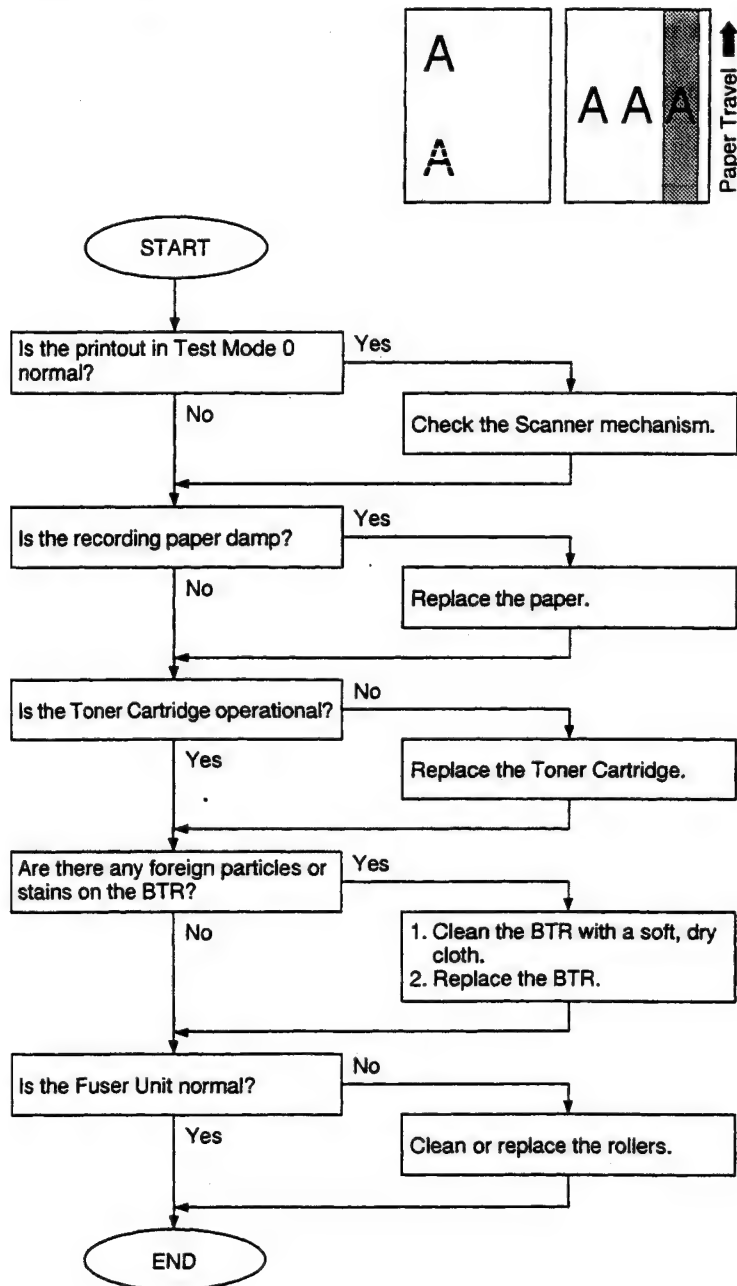 A
A
A A A
Paper Travel
START
Is the printout in Test Mode 0
normal?
Yes
No
Check the Scanner mechanism.
Is the recording paper damp?
Yes
No
Replace the paper.
Is the Toner Cartridge operational?
No
Yes
Replace the Toner Cartridge.
Are there any foreign particles or
stains on the BTR?
Yes
No
1. Clean the BTR with a soft, dry
cloth.
2. Replace the BTR.
Is the Fuser Unit normal?
No
Yes
Clean or replace the rollers.
END